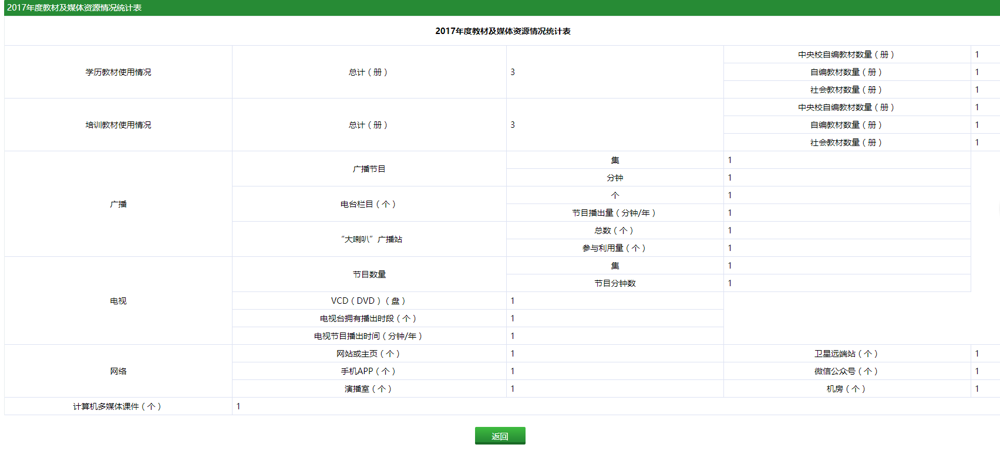 2017年度教材及媒体资源情况统计表
2017年度教材及媒体资源情况统计表
学历教材使用情况 总计（册） 3 中央校自编教材数量（册） 1
自编教材数量（册） 1
社会教材数量（册） 1
培训教材使用情况 总计（册） 3 中央校自编教材数量（册） 1
自编教材数量（册） 1
社会教材数量（册） 1
广播 广播节目 集 1
分钟 1
电台栏目（个） 个 1
节目播出量（分钟/年） 1
“大喇叭”广播站 总数（个） 1
参与利用量（个） 1
电视 节目数量 集 1
节目分钟数 1
VCD（DVD）（盘） 1
电视台拥有播出时段（个） 1
电视节目播出时间（分钟/年） 1
网络 网站或主页（个） 1 卫星远端站（个） 1
手机APP（个） 1 微信公众号（个） 1
演播室（个） 1 机房（个） 1
计算机多媒体课件（个） 1
返回